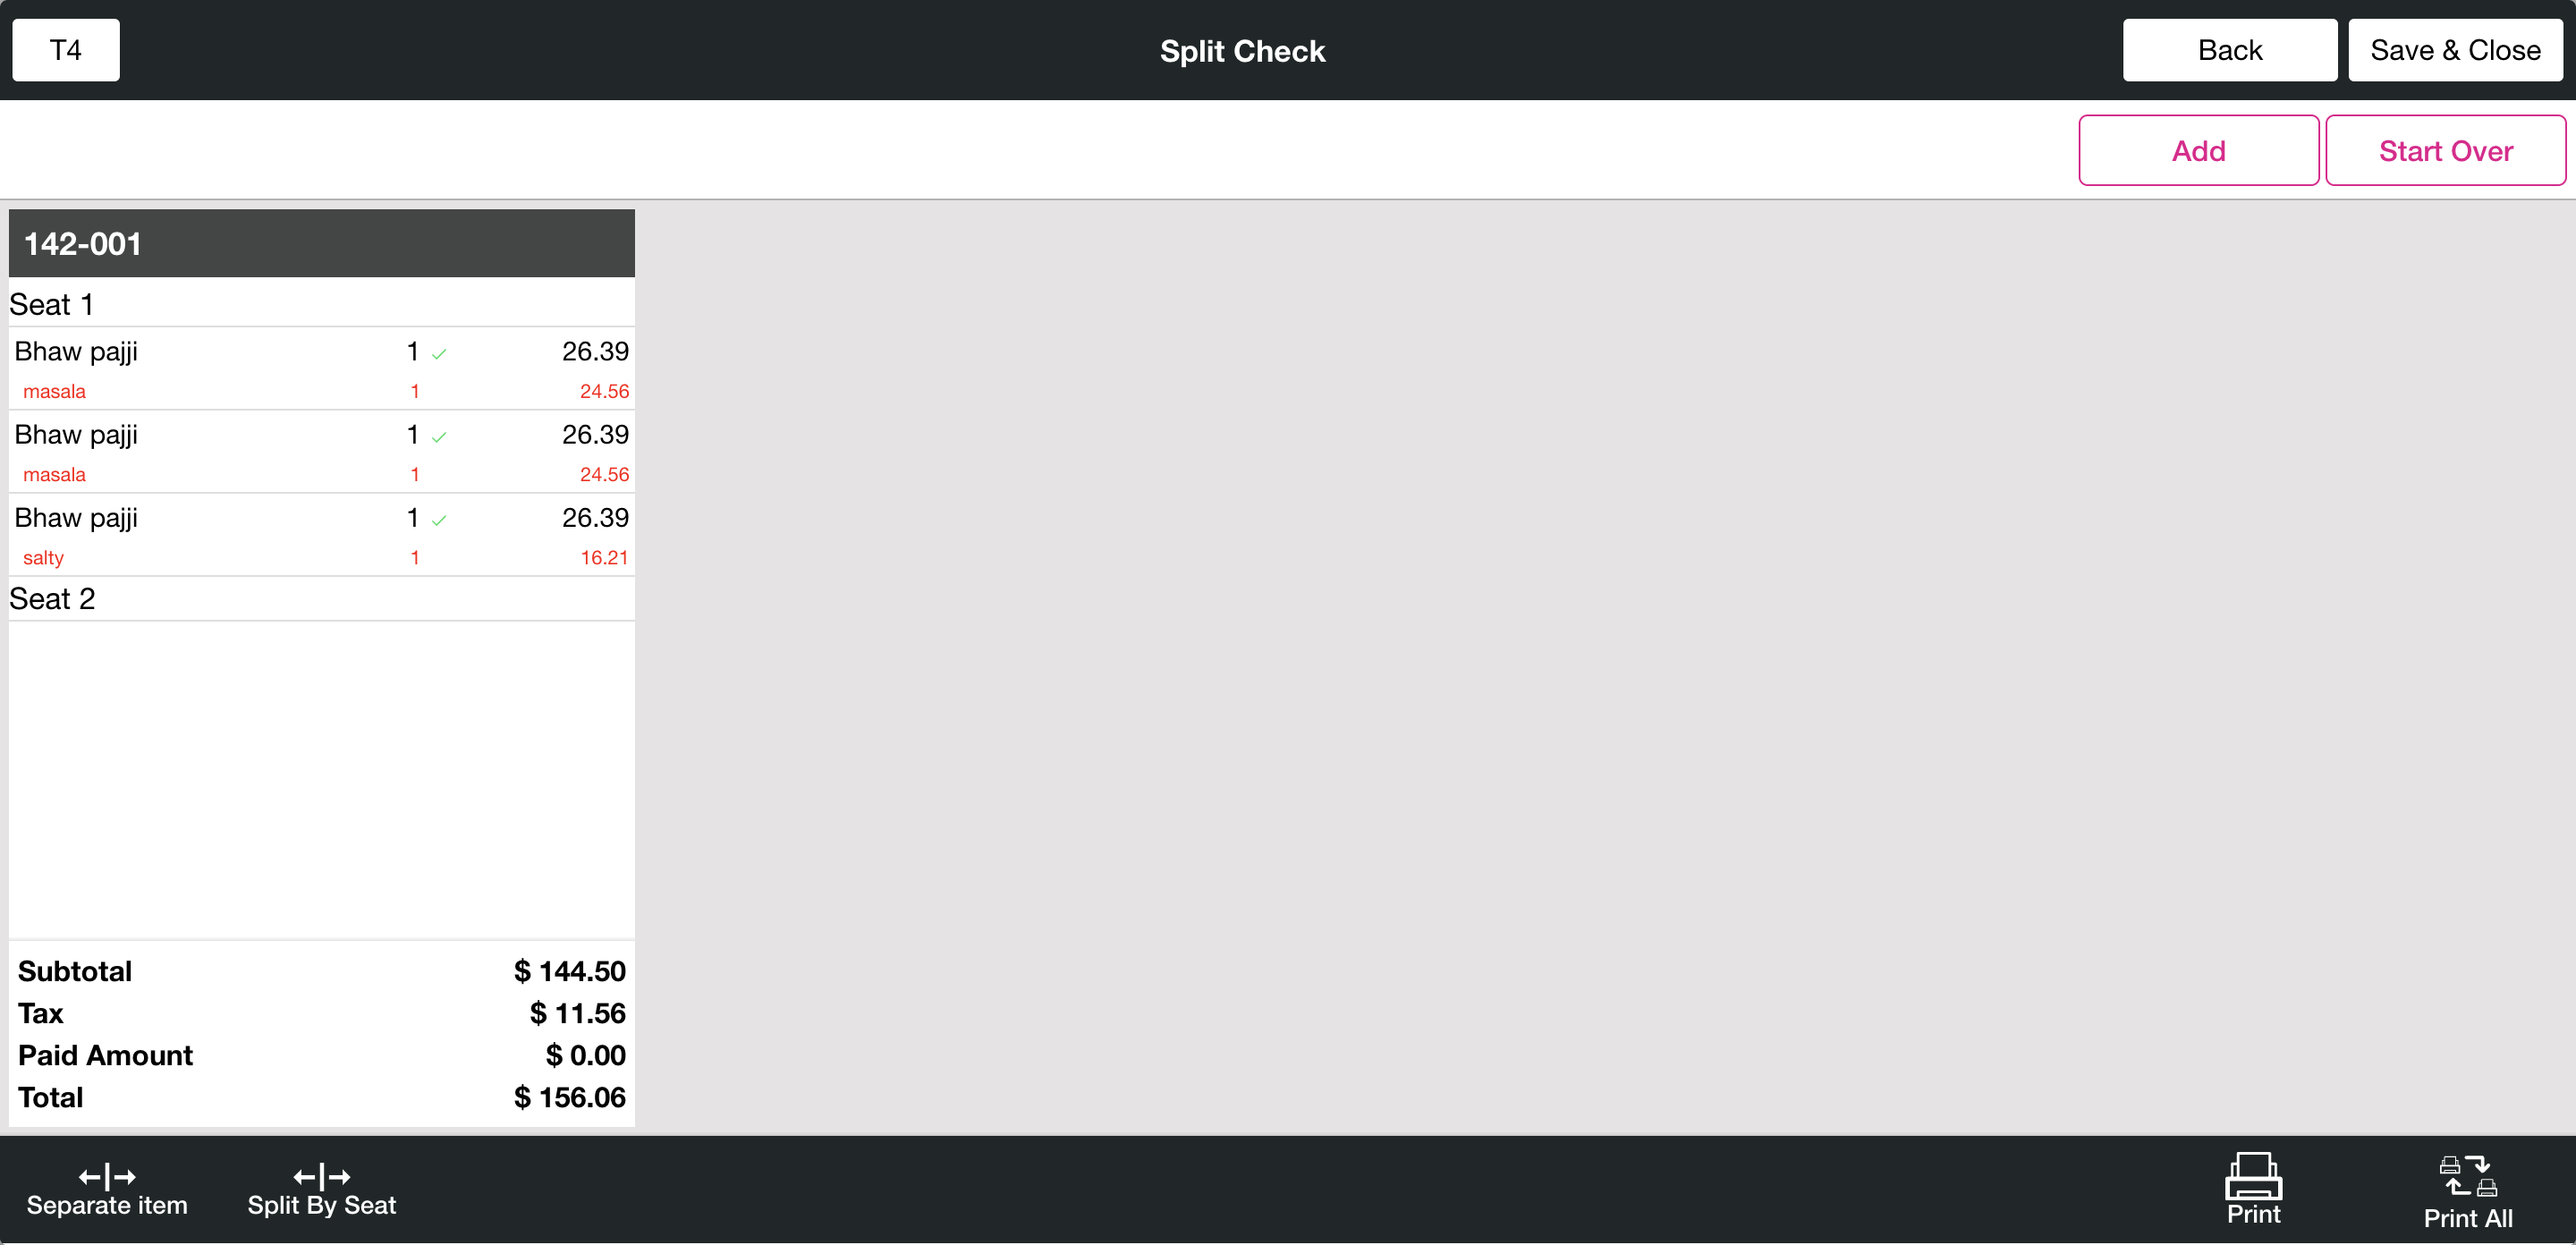 T4 Split Check Back Save & Close
Add Start Over
142-001
Seat 1
Bhaw pajji 1 26.39
masala 1 24.56
Bhaw pajji 1 26.39
masala 1 24.56
Bhaw pajji 1 26.39
salty 1 16.21
Seat 2
Subtotal $ 144.50
Tax $ 11.56
Paid Amount $ 0.00
Total $ 156.06
Separate item Split By Seat Print Print All